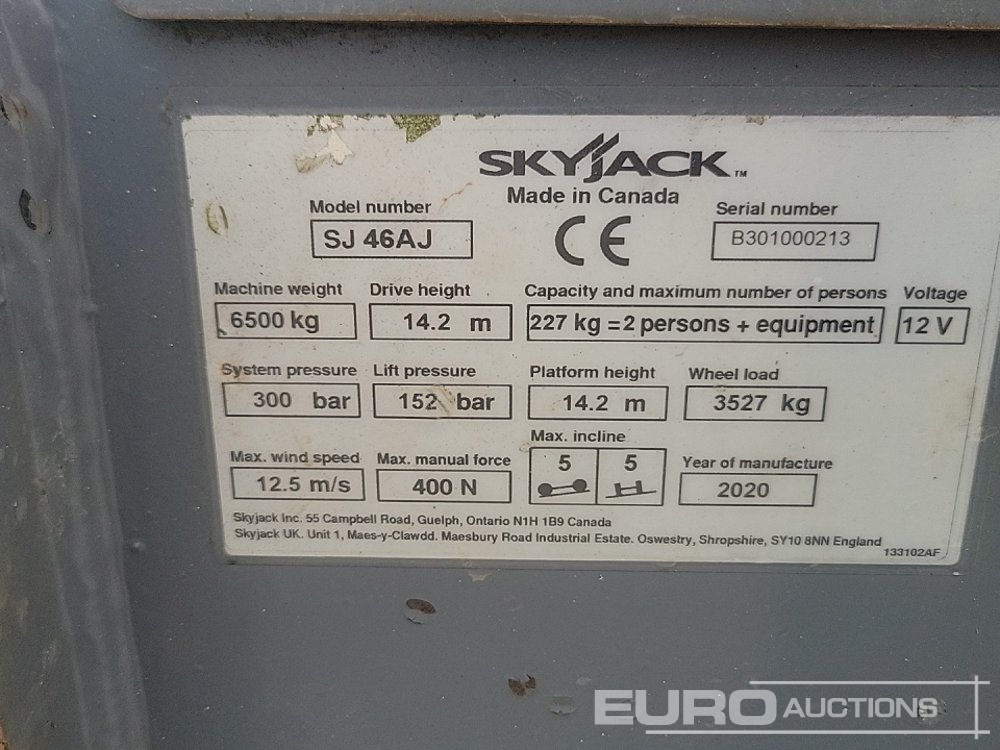 SKYJACK™
Made in Canada
Model number
SJ 46AJ
CE
Serial number
B301000213
Machine weight Drive height Capacity and maximum number of persons Voltage
6500 kg 14.2 m 227 kg = 2 persons + equipment 12 V
System pressure Lift pressure Platform height Wheel load
300 bar 152 bar 14.2 m 3527 kg
Max. incline
Max. wind speed Max. manual force 5 5 Year of manufacture
12.5 m/s 400 N 2020
Skyjack Inc. 55 Campbell Road, Guelph, Ontario N1H 1B9 Canada
Skyjack UK. Unit 1, Maes-y-Clawdd. Maesbury Road Industrial Estate. Oswestry, Shropshire, SY10 8NN England
133102AF
EURO AUCTIONS